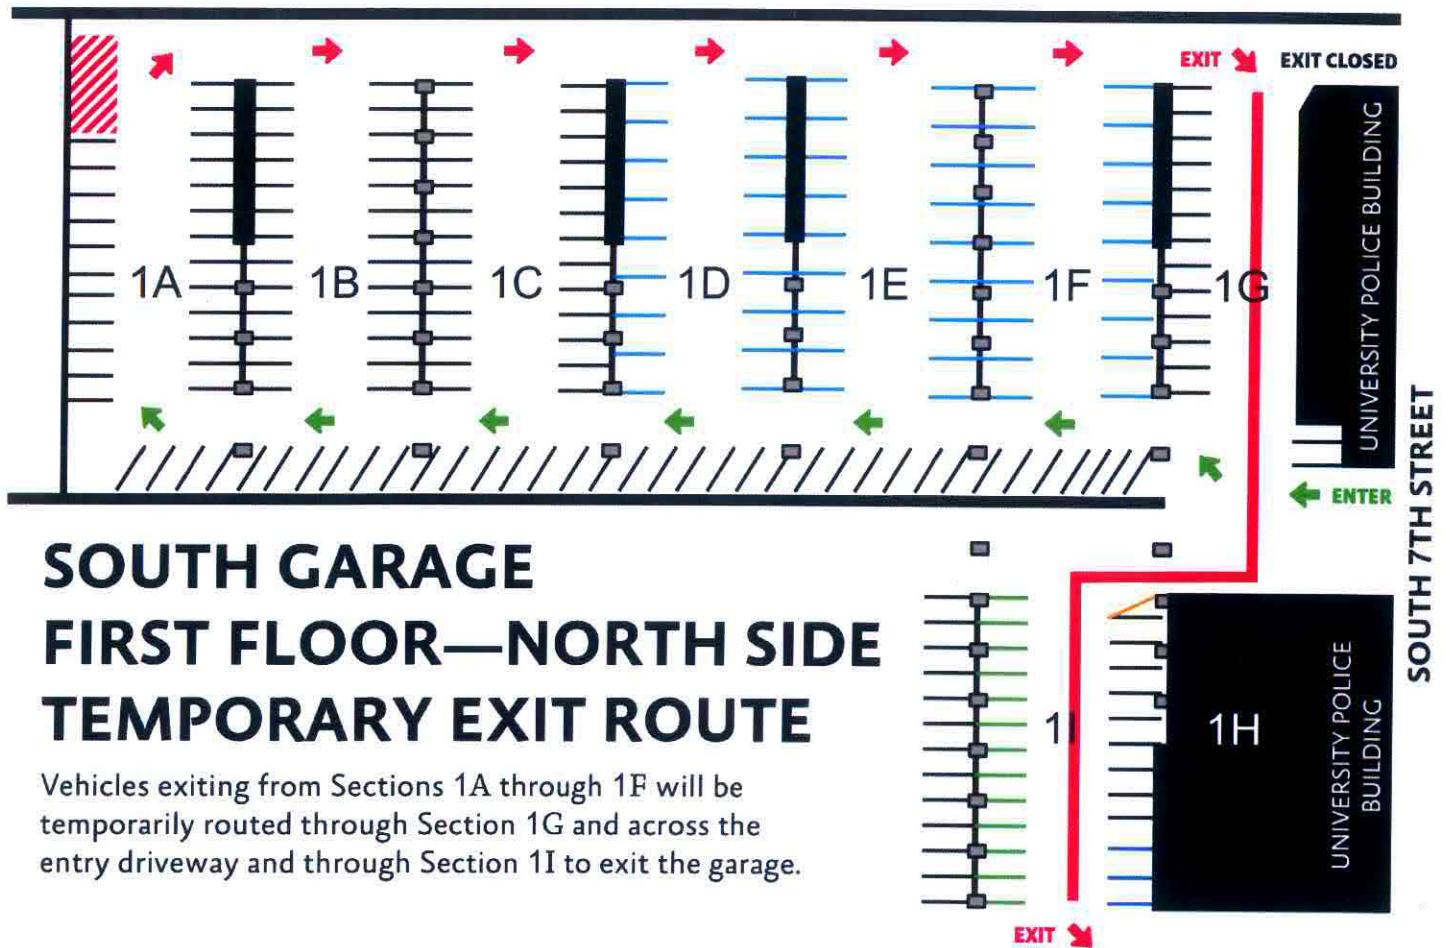 EXIT
EXIT CLOSED
UNIVERSITY POLICE BUILDING
1A
1B
1C
1D
1E
1F
1G
SOUTH 7TH STREET
ENTER
SOUTH GARAGE
FIRST FLOOR—NORTH SIDE
TEMPORARY EXIT ROUTE
Vehicles exiting from Sections 1A through 1F will be
temporarily routed through Section 1G and across the
entry driveway and through Section 1I to exit the garage.
1I
1H
UNIVERSITY POLICE
BUILDING
EXIT